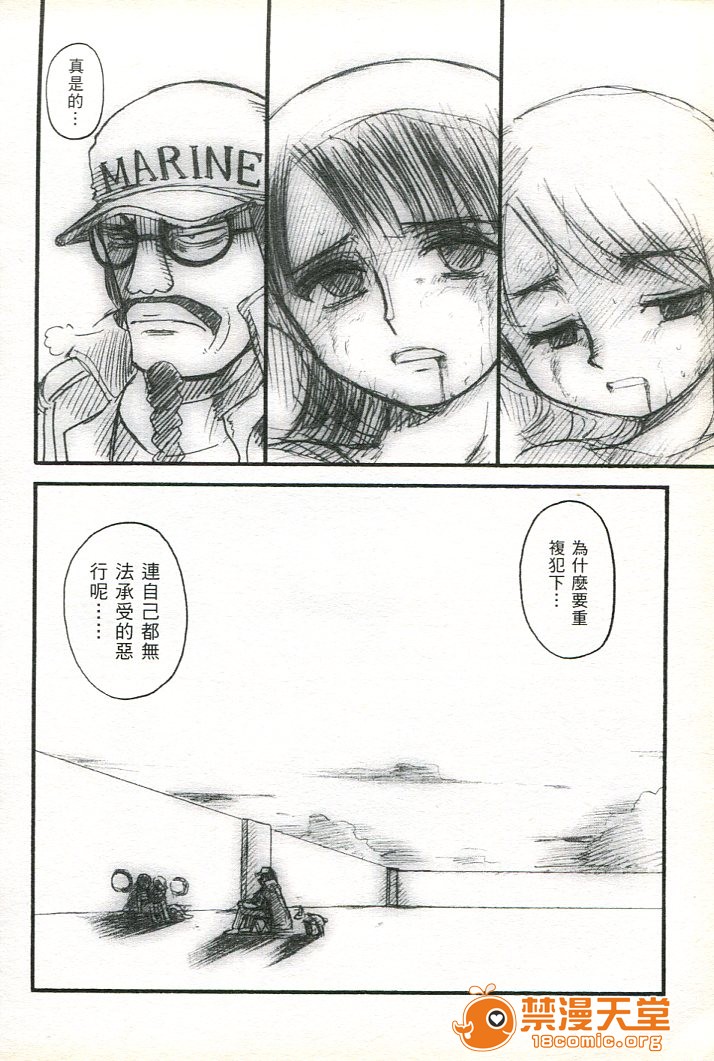 真是的…
MARINE
為什麼要重
複犯下…
連自己都無
法承受的惡
行呢……
禁漫天堂
18comic.org